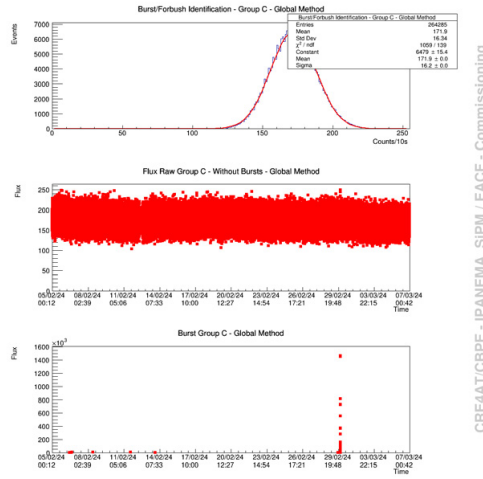 Burst/Forbush Identification - Group C - Global Method
Burst/Forbush Identification - Group C - Global Method
Entries 264285
Mean 171.9
Std Dev 16.34
χ² / ndf 1059 / 139
Constant 6479 ± 15.4
Mean 171.9 ± 0.0
Sigma 16.2 ± 0.0
Events
7000
6000
5000
4000
3000
2000
1000
0
0 50 100 150 200 250
Counts/10s
Flux Raw Group C - Without Bursts - Global Method
Flux
250
200
150
100
50
0
05/02/24 08/02/24 11/02/24 14/02/24 17/02/24 20/02/24 23/02/24 26/02/24 29/02/24 03/03/24 07/03/24
00:12 02:39 05:06 07:33 10:00 12:27 14:54 17:21 19:48 22:15 00:42
Time
Burst Group C - Global Method
Flux
×10³
1600
1400
1200
1000
800
600
400
200
0
05/02/24 08/02/24 11/02/24 14/02/24 17/02/24 20/02/24 23/02/24 26/02/24 29/02/24 03/03/24 07/03/24
00:12 02:39 05:06 07:33 10:00 12:27 14:54 17:21 19:48 22:15 00:42
Time
CRE4AT/CBPF - IPANEMA SiPM / EACF - Commissioning